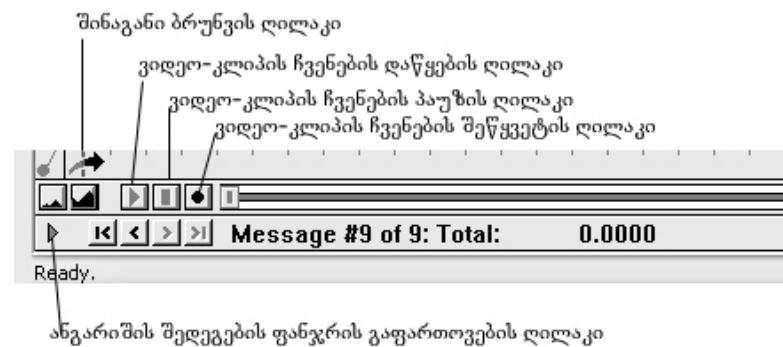 შინაგანი ბრუნვის ღილაკი
ვიდეო-კლიპის ჩვენების დაწყების ღილაკი
ვიდეო-კლიპის ჩვენების პაუზის ღილაკი
ვიდეო-კლიპის ჩვენების შეწყვეტის ღილაკი
Message #9 of 9: Total: 0.0000
Ready.
ანგარიშის შედეგების ფანჯრის გაფართოვების ღილაკი